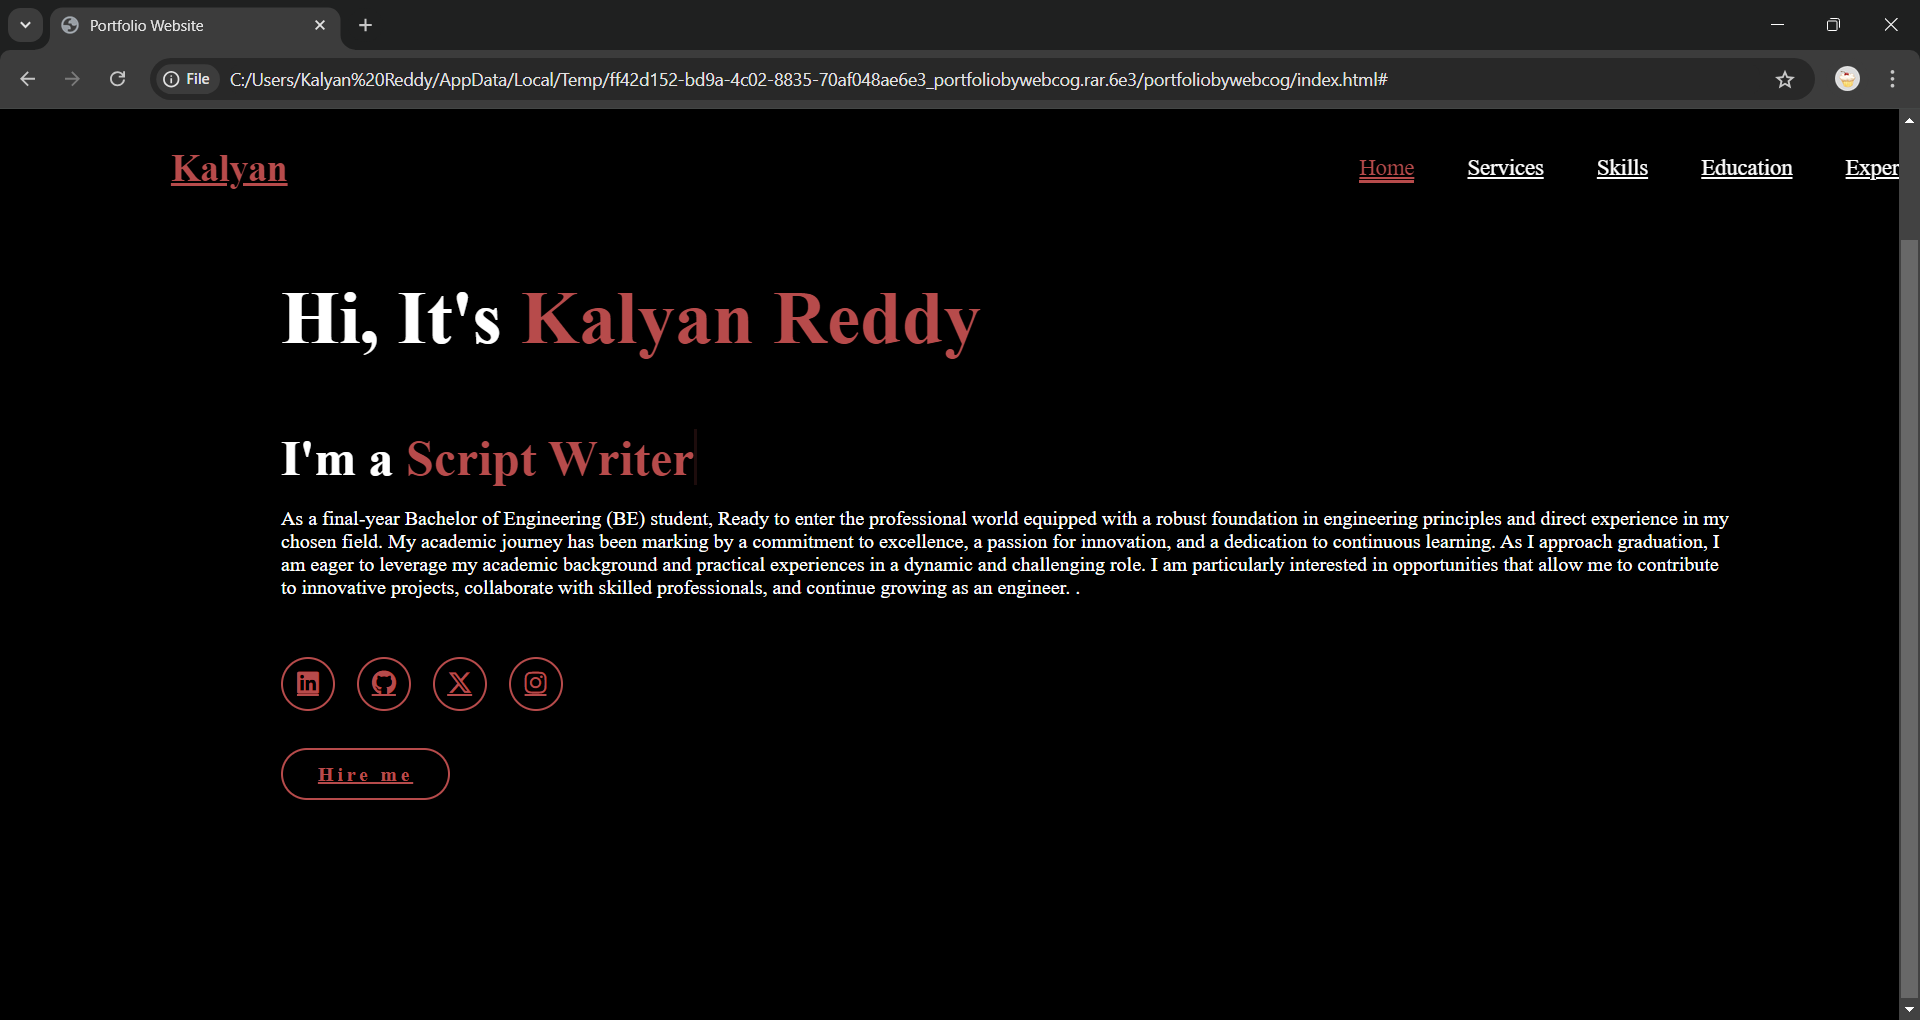 Portfolio Website
File
C:/Users/Kalyan%20Reddy/AppData/Local/Temp/ff42d152-bd9a-4c02-8835-70af048ae6e3_portfoliobywebcog.rar.6e3/portfoliobywebcog/index.html#
Kalyan
Home Services Skills Education Exper
Hi, It's Kalyan Reddy
I'm a Script Writer
As a final-year Bachelor of Engineering (BE) student, Ready to enter the professional world equipped with a robust foundation in engineering principles and direct experience in my
chosen field. My academic journey has been marking by a commitment to excellence, a passion for innovation, and a dedication to continuous learning. As I approach graduation, I
am eager to leverage my academic background and practical experiences in a dynamic and challenging role. I am particularly interested in opportunities that allow me to contribute
to innovative projects, collaborate with skilled professionals, and continue growing as an engineer. .
Hire me